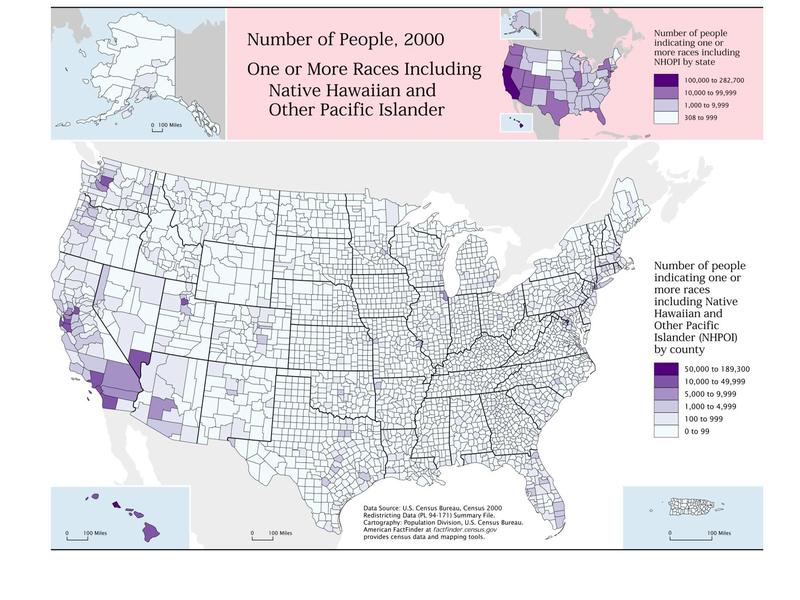 Number of People, 2000
One or More Races Including
Native Hawaiian and
Other Pacific Islander
0 100 Miles
Number of people
indicating one or
more races including
NHOPI by state
100,000 to 282,700
10,000 to 99,999
1,000 to 9,999
308 to 999
Number of people
indicating one or
more races
including Native
Hawaiian and
Other Pacific
Islander (NHPOI)
by county
50,000 to 189,300
10,000 to 49,999
5,000 to 9,999
1,000 to 4,999
100 to 999
0 to 99
0 100 Miles
0 100 Miles
Data Source: U.S. Census Bureau, Census 2000
Redistricting Data (PL 94-171) Summary File.
Cartography: Population Division, U.S. Census Bureau.
American FactFinder at factfinder.census.gov
provides census data and mapping tools.
0 100 Miles